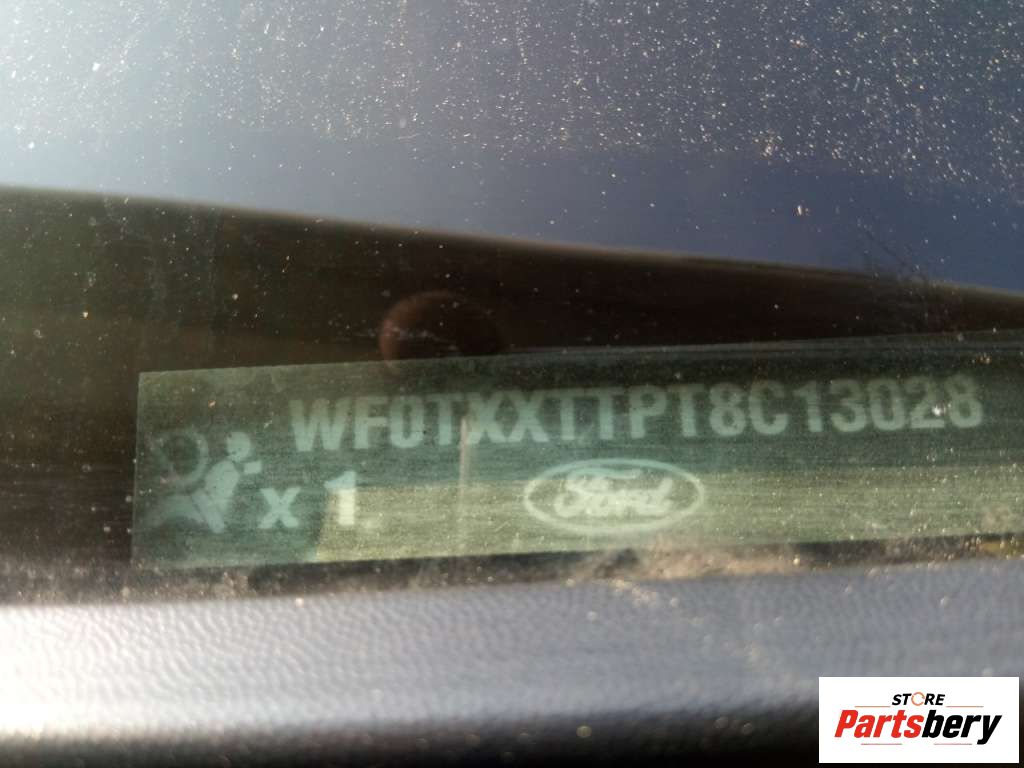 WF0TXXTTPT8C13028
x 1
Ford
STORE
Partsbery